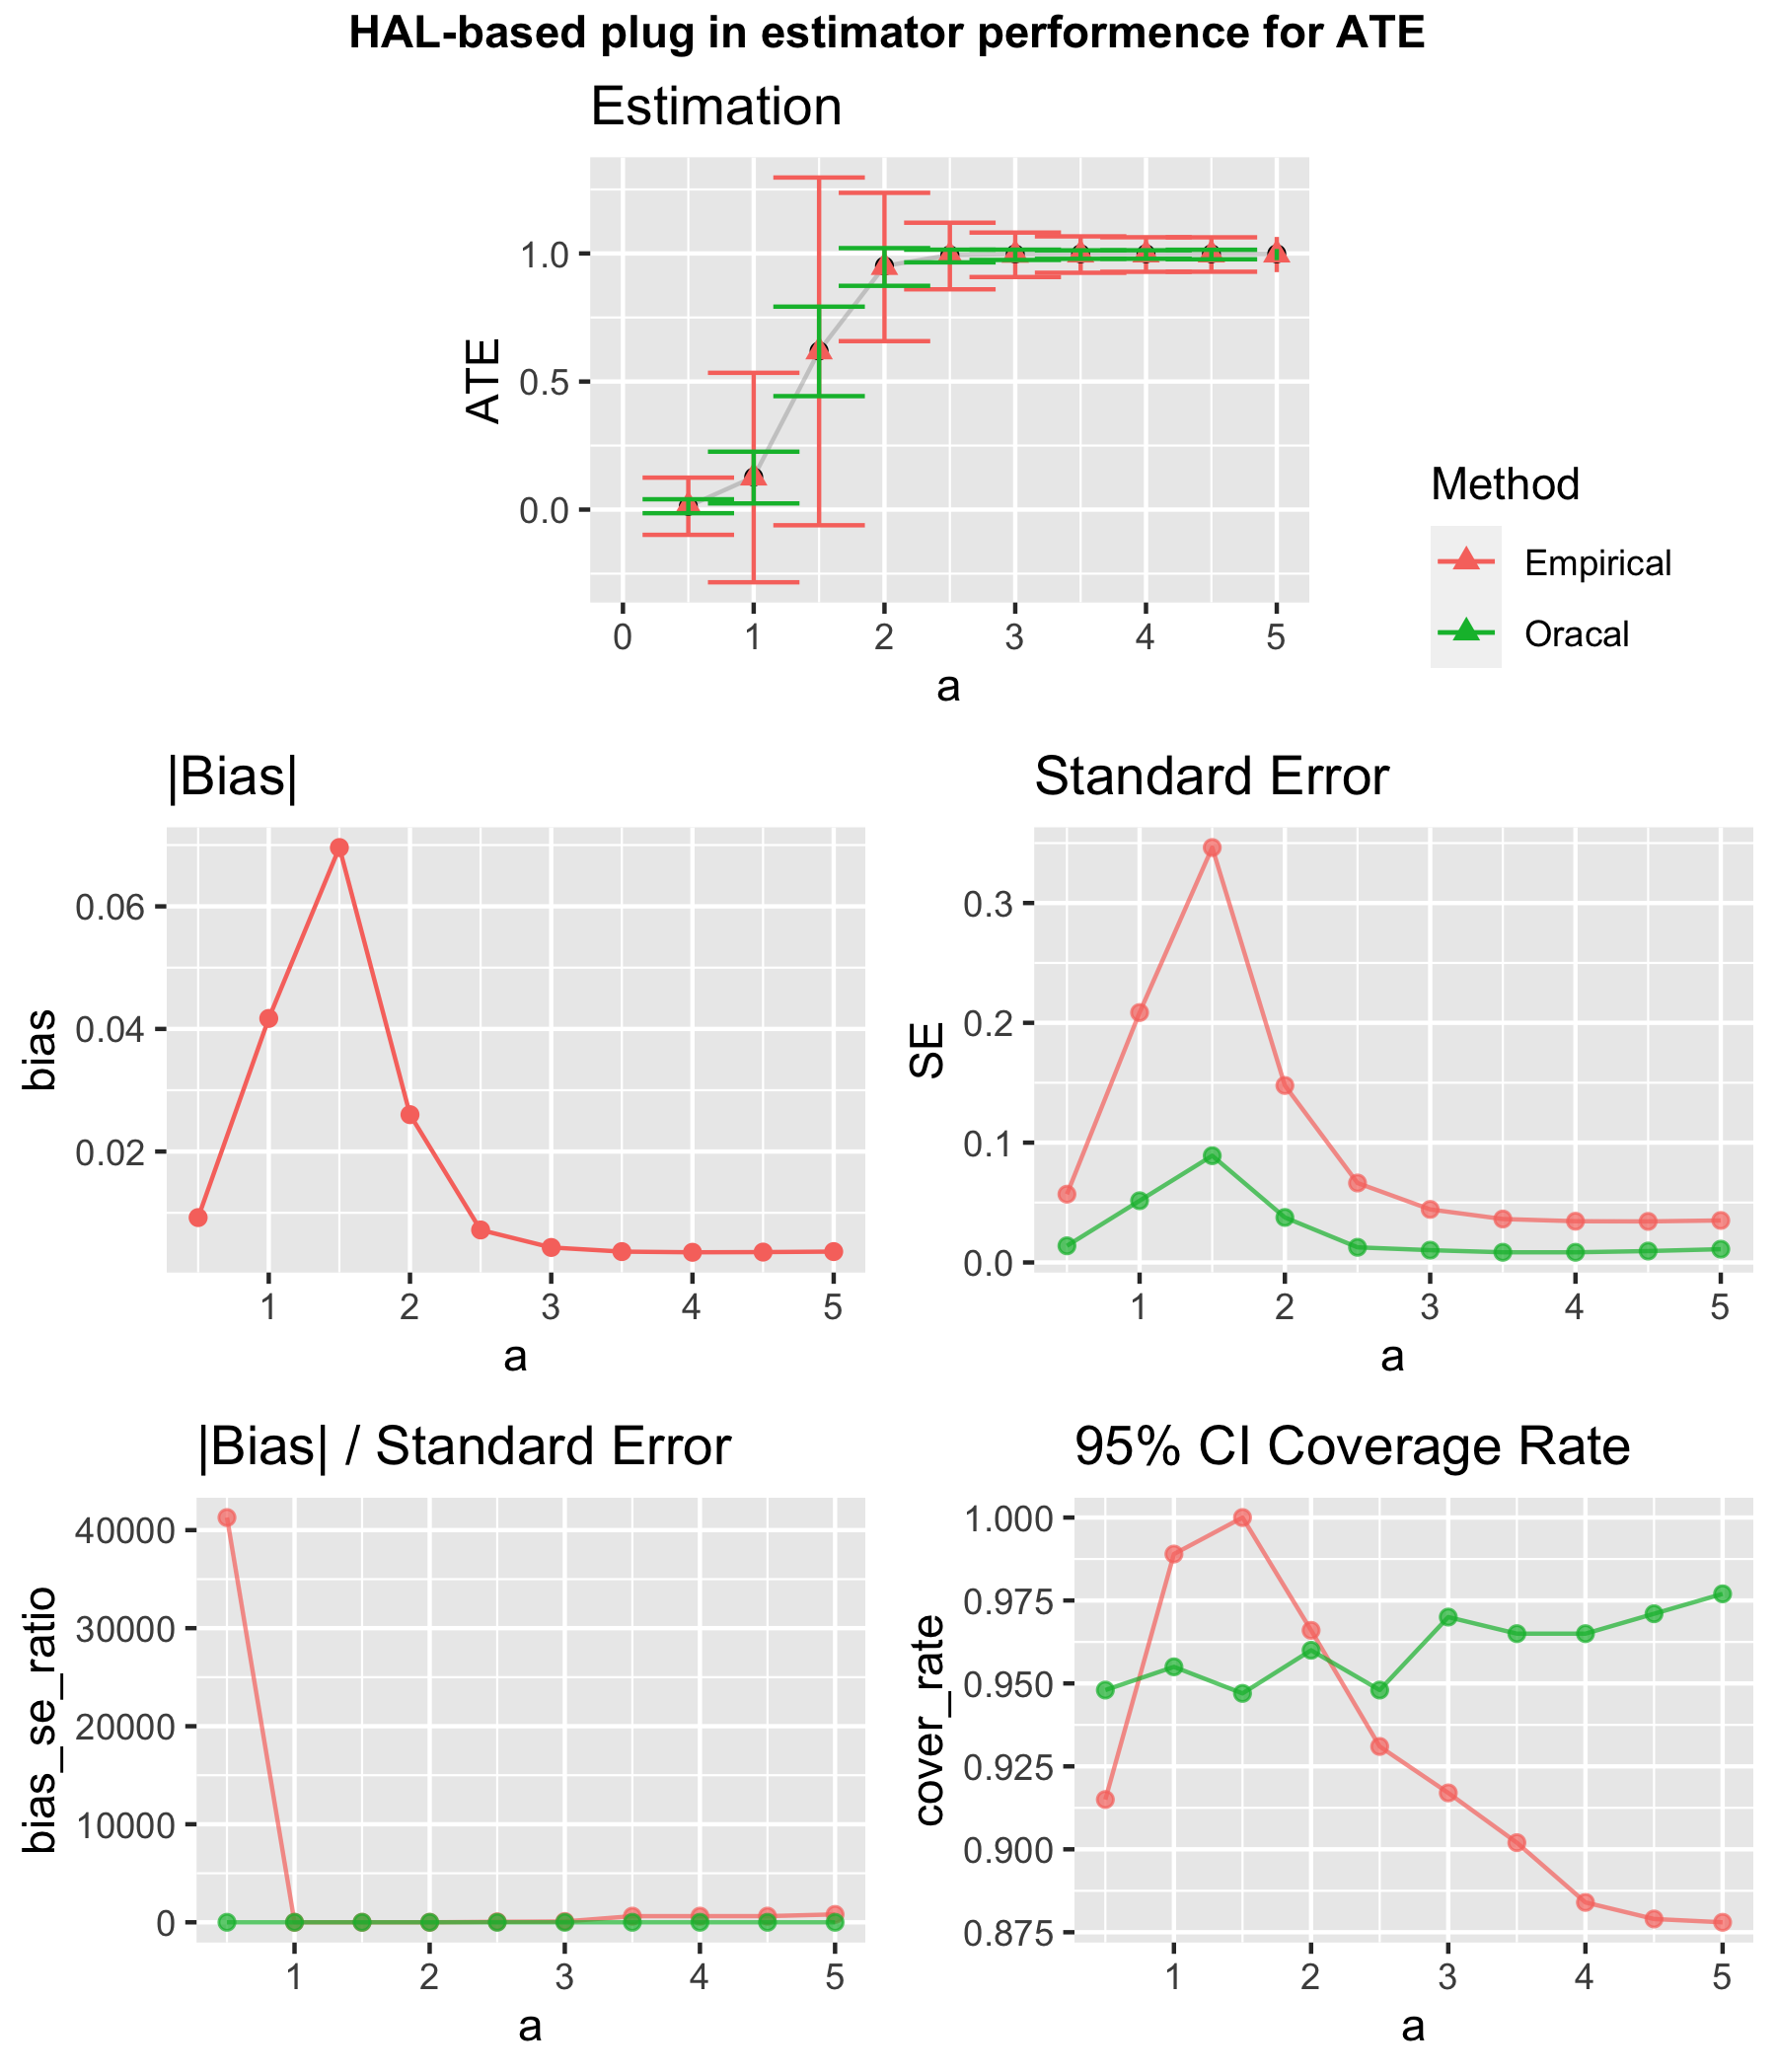 HAL-based plug in estimator performence for ATE
Estimation
ATE
1.0
0.5
0.0
0 1 2 3 4 5
a
Method
Empirical
Oracal
|Bias|
bias
0.06
0.04
0.02
1 2 3 4 5
a
Standard Error
SE
0.3
0.2
0.1
0.0
1 2 3 4 5
a
|Bias| / Standard Error
bias_se_ratio
40000
30000
20000
10000
0
1 2 3 4 5
a
95% CI Coverage Rate
cover_rate
1.000
0.975
0.950
0.925
0.900
0.875
1 2 3 4 5
a